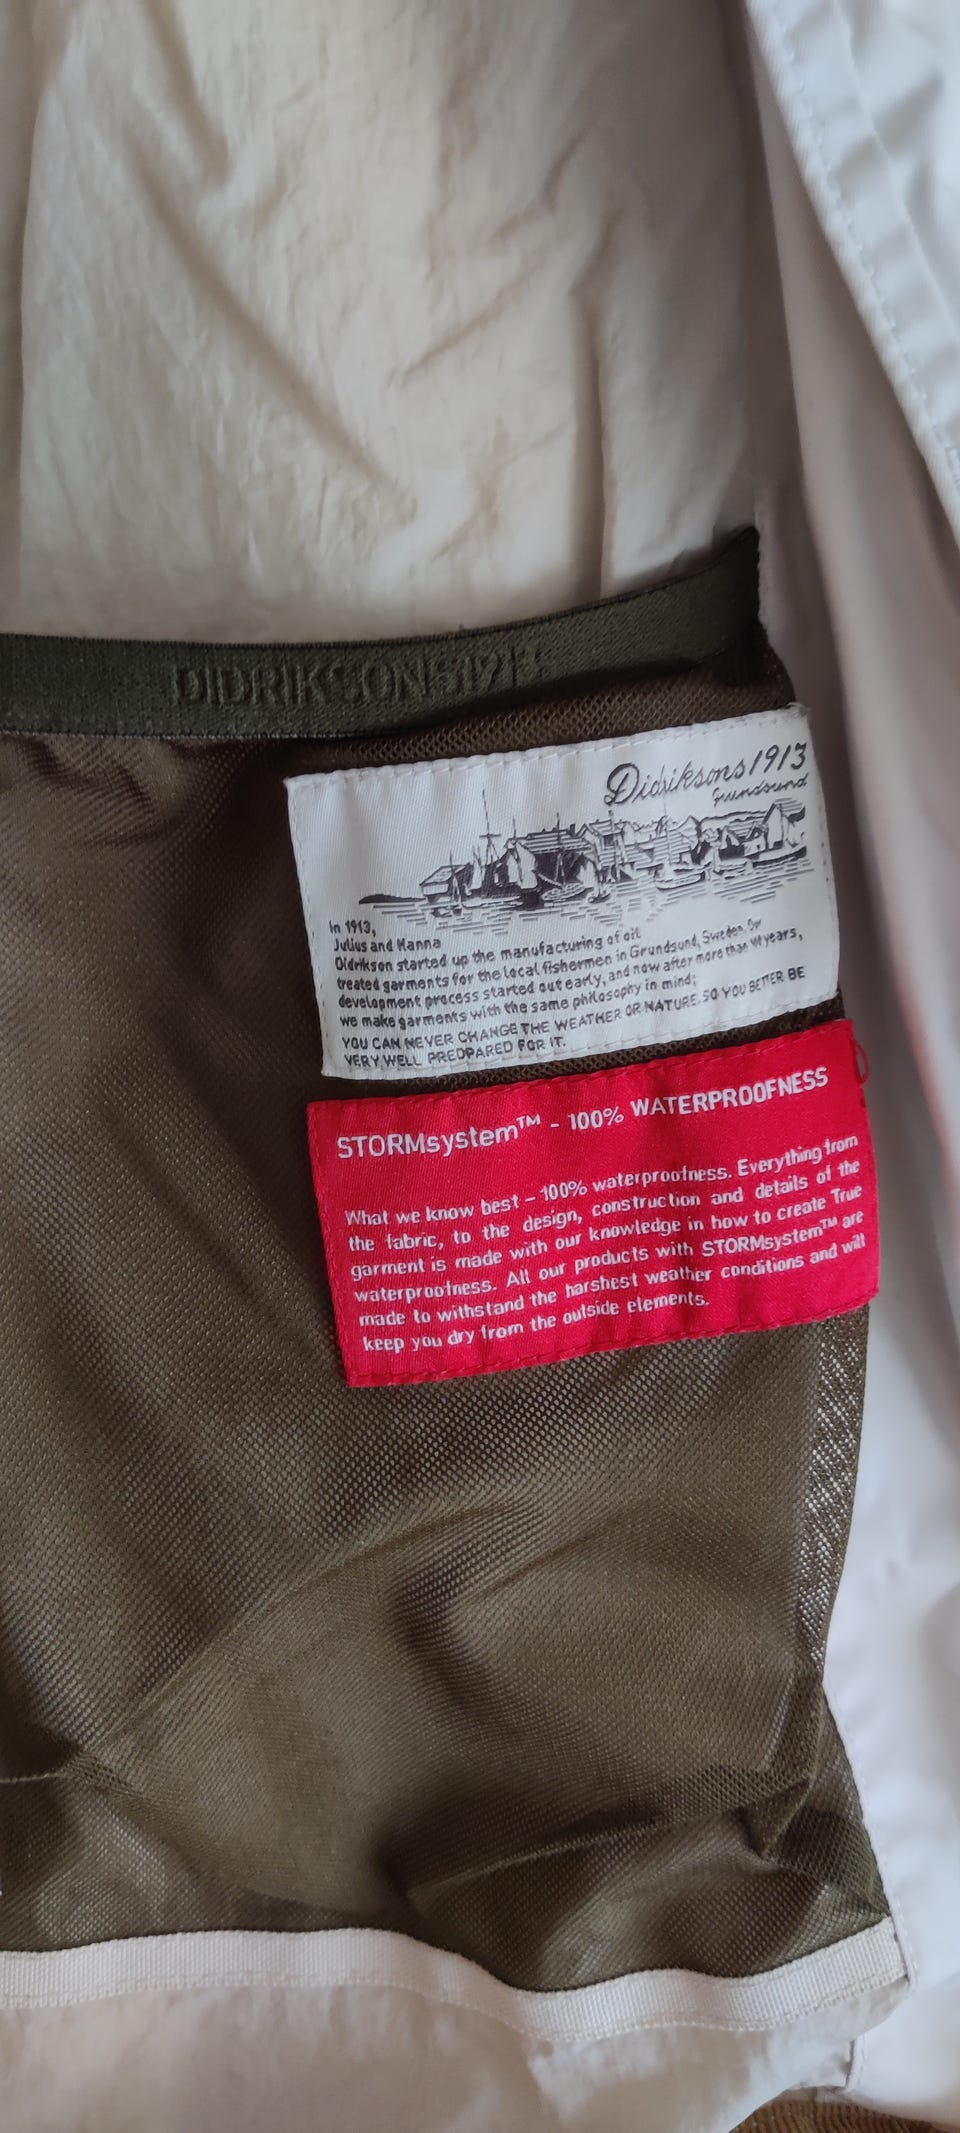 DIDRIKSONS1913
Didriksons1913
Grundsund
In 1913,
Julius and Hanna
Didrikson started up the manufacturing of oil
treated garments for the local fishermen in Grundsund, Sweden. Our
development process started out early, and now after more than years,
we make garments with the same philosophy in mind;
YOU CAN NEVER CHANGE THE WEATHER OR NATURE. SO YOU BETTER BE
VERY WELL PREDPARED FOR IT.
STORMsystem™ - 100% WATERPROOFNESS
What we know best – 100% waterproofness. Everything from
the fabric, to the design, construction and details of the
garment is made with our knowledge in how to create True
waterproofness. All our products with STORMsystem™ are
made to withstand the harshest weather conditions and will
keep you dry from the outside elements.